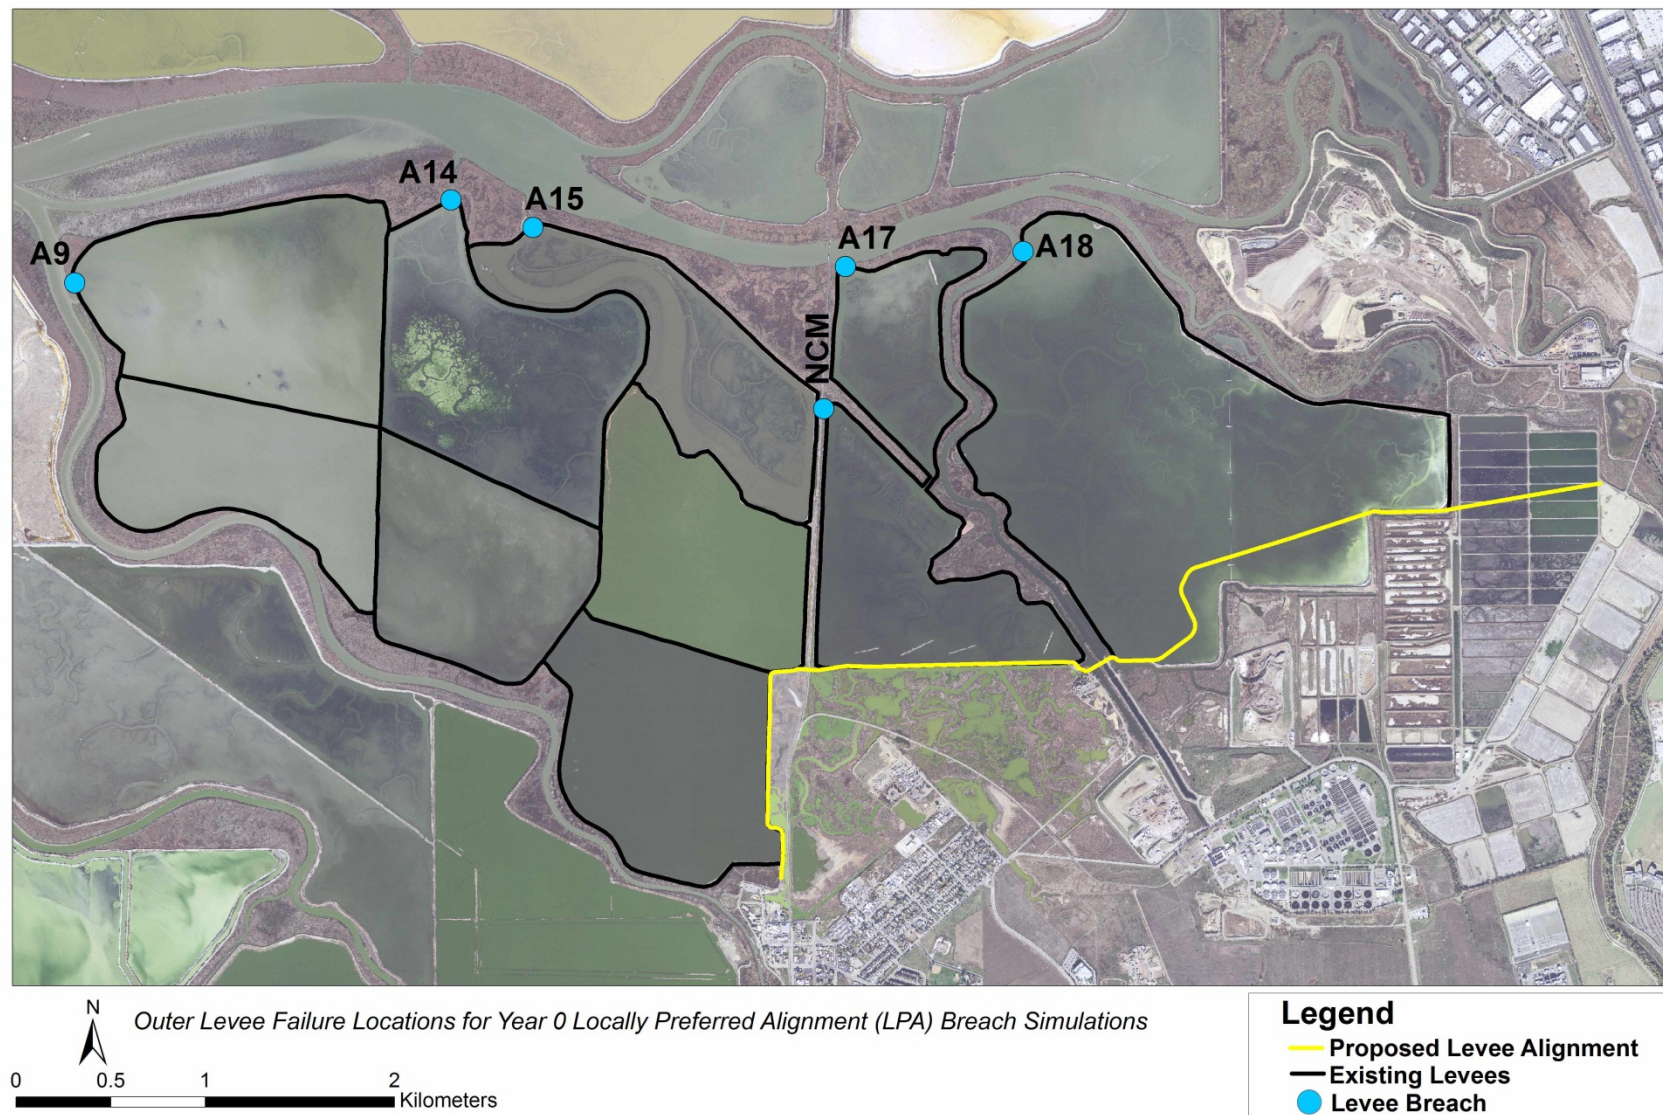 A14
A15
A9
A17
A18
NCM
N
Outer Levee Failure Locations for Year 0 Locally Preferred Alignment (LPA) Breach Simulations
0 0.5 1 2
Kilometers
Legend
Proposed Levee Alignment
Existing Levees
Levee Breach